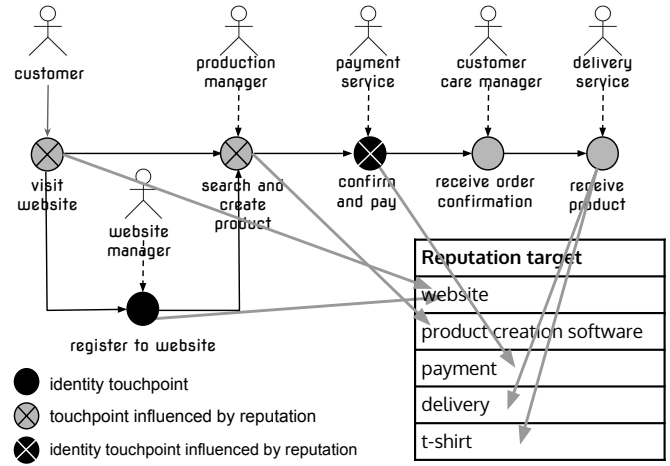 customer
production
manager
payment
service
customer
care manager
delivery
service
visit
website
search and
create
product
confirm
and pay
receive order
confirmation
receive
product
website
manager
register to website
Reputation target
website
product creation software
payment
delivery
t-shirt
identity touchpoint
touchpoint influenced by reputation
identity touchpoint influenced by reputation